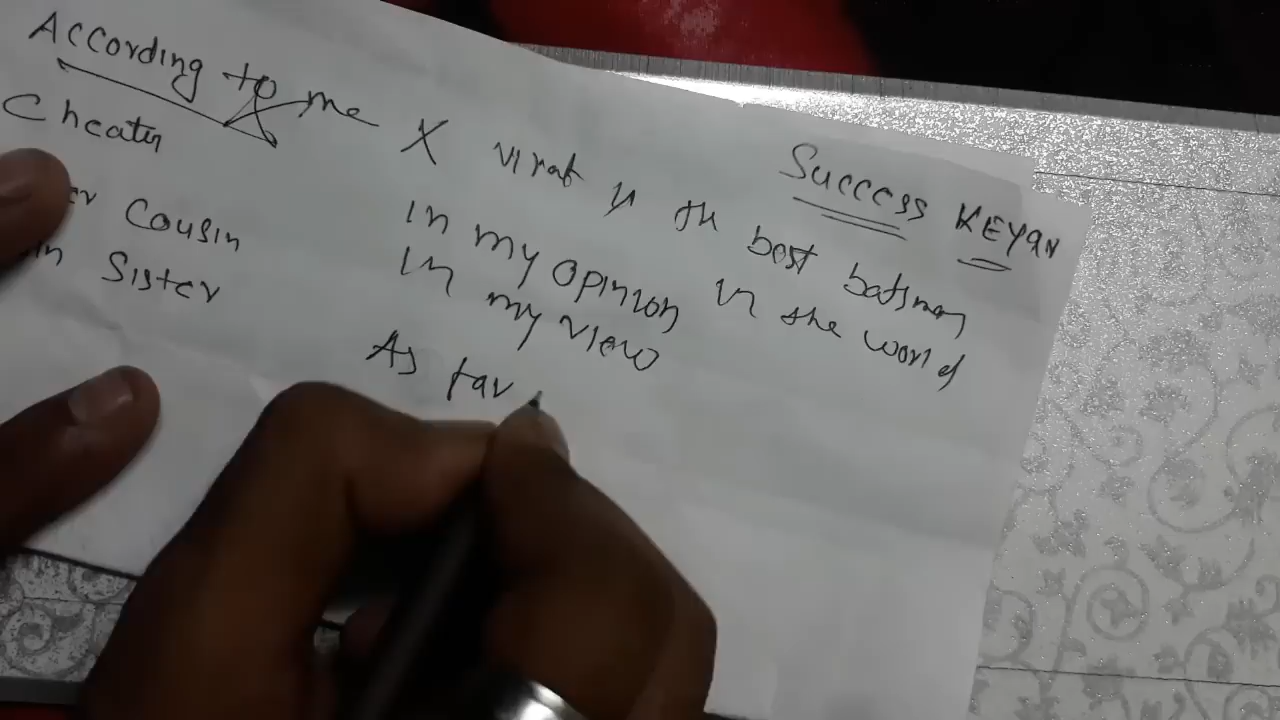 According to me X
Cheater
Cousin
Sister
Success KEYan
virat is the best batsman
in the world
in my opinion
in my view
As far